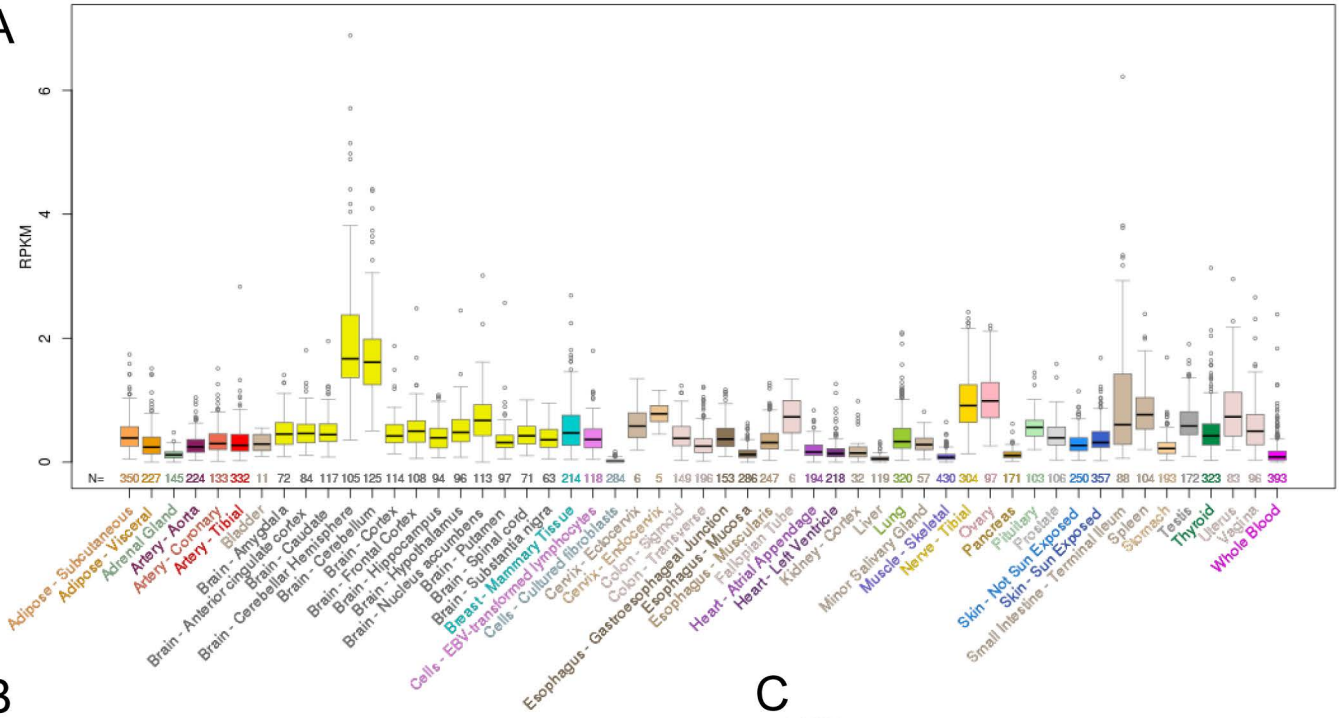 A
6
4
2
0
RPKM
N= 350 227 145 224 133 332 11 72 84 117 105 125 114 108 94 96 113 97 71 63 214 118 284 6 5 149 196 153 286 247 6 194 218 32 119 320 57 430 304 97 171 103 106 250 357 88 104 193 172 323 83 96 393
Adipose - Subcutaneous
Adipose - Visceral
Adrenal Gland
Artery - Aorta
Artery - Coronary
Artery - Tibial
Bladder
Brain - Amygdala
Brain - Anterior cingulate cortex
Brain - Caudate
Brain - Cerebellar Hemisphere
Brain - Cerebellum
Brain - Cortex
Brain - Frontal Cortex
Brain - Hippocampus
Brain - Hypothalamus
Brain - Nucleus accumbens
Brain - Putamen
Brain - Spinal cord
Brain - Substantia nigra
Breast - Mammary Tissue
Cells - EBV-transformed lymphocytes
Cells - Cultured fibroblasts
Cervix - Ectocervix
Cervix - Endocervix
Colon - Sigmoid
Colon - Transverse
Esophagus - Gastroesophageal Junction
Esophagus - Mucosa
Esophagus - Muscularis
Fallopian Tube
Heart - Atrial Appendage
Heart - Left Ventricle
Kidney - Cortex
Liver
Lung
Minor Salivary Gland
Muscle - Skeletal
Nerve - Tibial
Ovary
Pancreas
Pituitary
Prostate
Skin - Not Sun Exposed
Skin - Sun Exposed
Small Intestine - Terminal Ileum
Spleen
Stomach
Testis
Thyroid
Uterus
Vagina
Whole Blood
B
C